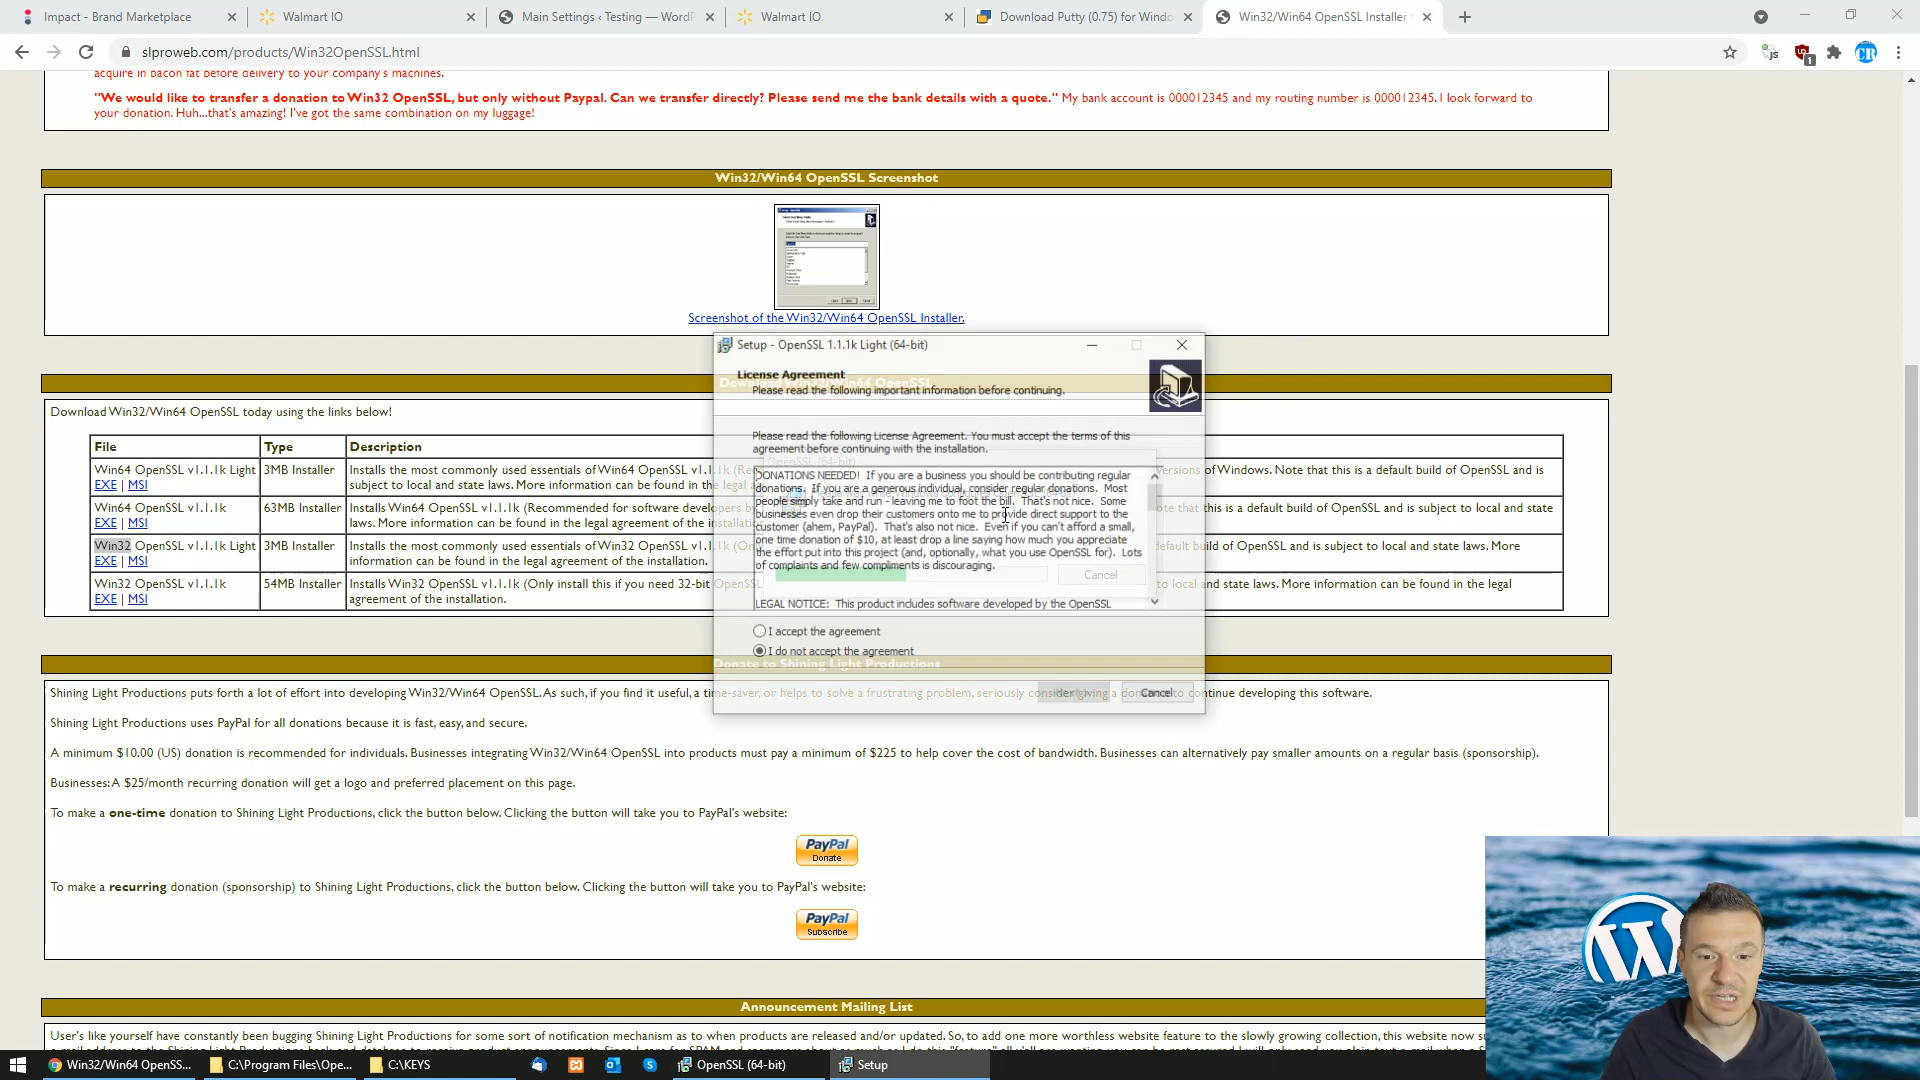 Impact - Brand Marketplace
Walmart IO
Main Settings ‹ Testing — WordP
Walmart IO
Download Putty (0.75) for Windo
Win32/Win64 OpenSSL Installer f
slproweb.com/products/Win32OpenSSL.html
acquire in bacon fat before delivery to your company's machines.
"We would like to transfer a donation to Win32 OpenSSL, but only without Paypal. Can we transfer directly? Please send me the bank details with a quote." My bank account is 000012345 and my routing number is 000012345. I look forward to
your donation. Huh...that's amazing! I've got the same combination on my luggage!
Win32/Win64 OpenSSL Screenshot
Screenshot of the Win32/Win64 OpenSSL Installer.
Setup - OpenSSL 1.1.1k Light (64-bit)
License Agreement
Please read the following important information before continuing.
Download Win32/Win64 OpenSSL
Please read the following License Agreement. You must accept the terms of this
agreement before continuing with the installation.
DONATIONS NEEDED! If you are a business you should be contributing regular
donations. If you are a generous individual, consider regular donations. Most
people simply take and run - leaving me to foot the bill. That's not nice. Some
businesses even drop their customers onto me to provide direct support to the
customer (ahem, PayPal). That's also not nice. Even if you can't afford a small,
one time donation of $10, at least drop a line saying how much you appreciate
the effort put into this project (and, optionally, what you use OpenSSL for). Lots
of complaints and few compliments is discouraging.
Cancel
LEGAL NOTICE: This product includes software developed by the OpenSSL
I accept the agreement
I do not accept the agreement
Cancel
Download Win32/Win64 OpenSSL today using the links below!
File Type Description
Win64 OpenSSL v1.1.1k Light 3MB Installer Installs the most commonly used essentials of Win64 OpenSSL v1.1.1k (Re ersions of Windows. Note that this is a default build of OpenSSL and is
EXE | MSI subject to local and state laws. More information can be found in the legal a
Win64 OpenSSL v1.1.1k 63MB Installer Installs Win64 OpenSSL v1.1.1k (Recommended for software developers b ote that this is a default build of OpenSSL and is subject to local and state
EXE | MSI laws. More information can be found in the legal agreement of the installatio
Win32 OpenSSL v1.1.1k Light 3MB Installer Installs the most commonly used essentials of Win32 OpenSSL v1.1.1k (On default build of OpenSSL and is subject to local and state laws. More
EXE | MSI information can be found in the legal agreement of the installation.
Win32 OpenSSL v1.1.1k 54MB Installer Installs Win32 OpenSSL v1.1.1k (Only install this if you need 32-bit OpenSSL to local and state laws. More information can be found in the legal
EXE | MSI agreement of the installation.
Donate to Shining Light Productions
Shining Light Productions puts forth a lot of effort into developing Win32/Win64 OpenSSL. As such, if you find it useful, a time-saver, or helps to solve a frustrating problem, seriously consider giving a donation to continue developing this software.
Shining Light Productions uses PayPal for all donations because it is fast, easy, and secure.
A minimum $10.00 (US) donation is recommended for individuals. Businesses integrating Win32/Win64 OpenSSL into products must pay a minimum of $225 to help cover the cost of bandwidth. Businesses can alternatively pay smaller amounts on a regular basis (sponsorship).
Businesses: A $25/month recurring donation will get a logo and preferred placement on this page.
To make a one-time donation to Shining Light Productions, click the button below. Clicking the button will take you to PayPal's website:
PayPal
Donate
To make a recurring donation (sponsorship) to Shining Light Productions, click the button below. Clicking the button will take you to PayPal's website:
PayPal
Subscribe
Announcement Mailing List
User's like yourself have constantly been bugging Shining Light Productions for some sort of notification mechanism as to when products are released and/or updated. So, to add one more worthless website feature to the slowly growing collection, this website now su
Win32/Win64 OpenSS...
C:\Program Files\Ope...
C:\KEYS
OpenSSL (64-bit)
Setup